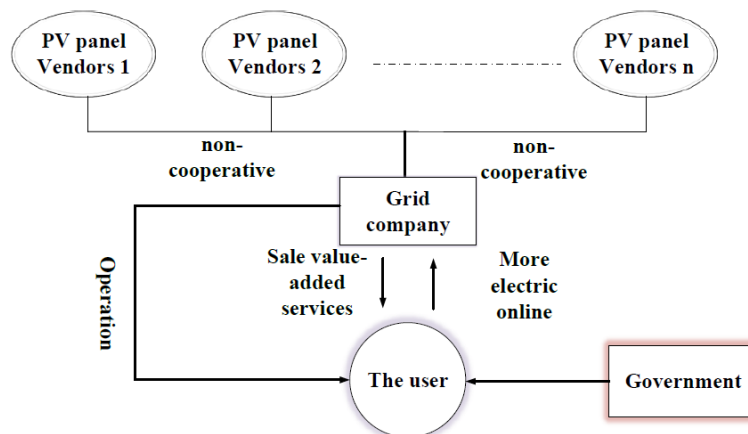 PV panel
Vendors 1
PV panel
Vendors 2
PV panel
Vendors n
non-
cooperative
non-
cooperative
Grid
company
Operation
Sale value-
added
services
More
electric
online
The user
Government